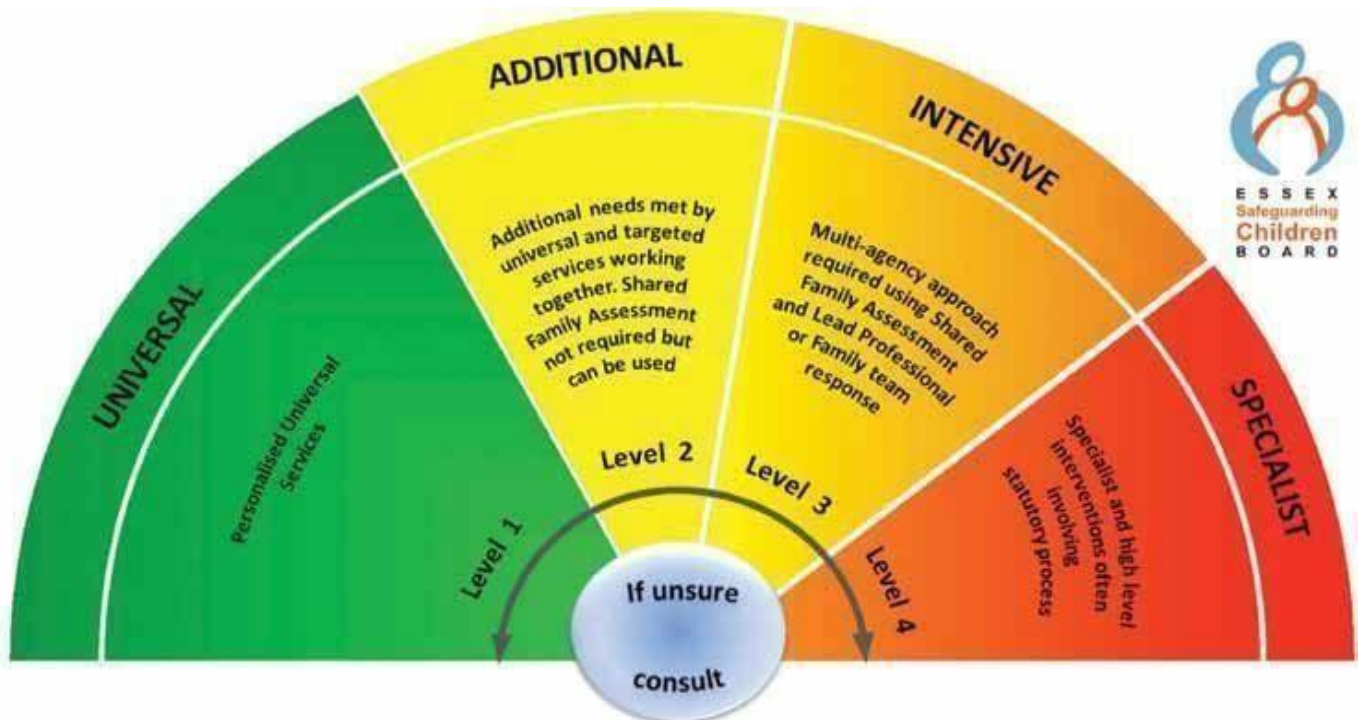 UNIVERSAL
Personalised Universal
Services
Level 1
ADDITIONAL
Additional needs met by
universal and targeted
services working
together. Shared
Family Assessment
not required but
can be used
Level 2
INTENSIVE
Multi-agency approach
required using Shared
Family Assessment
and Lead Professional
or Family team
response
Level 3
SPECIALIST
Specialist and high level
interventions often
involving
statutory process
Level 4
If unsure
consult
ESSEX
Safeguarding
Children
BOARD